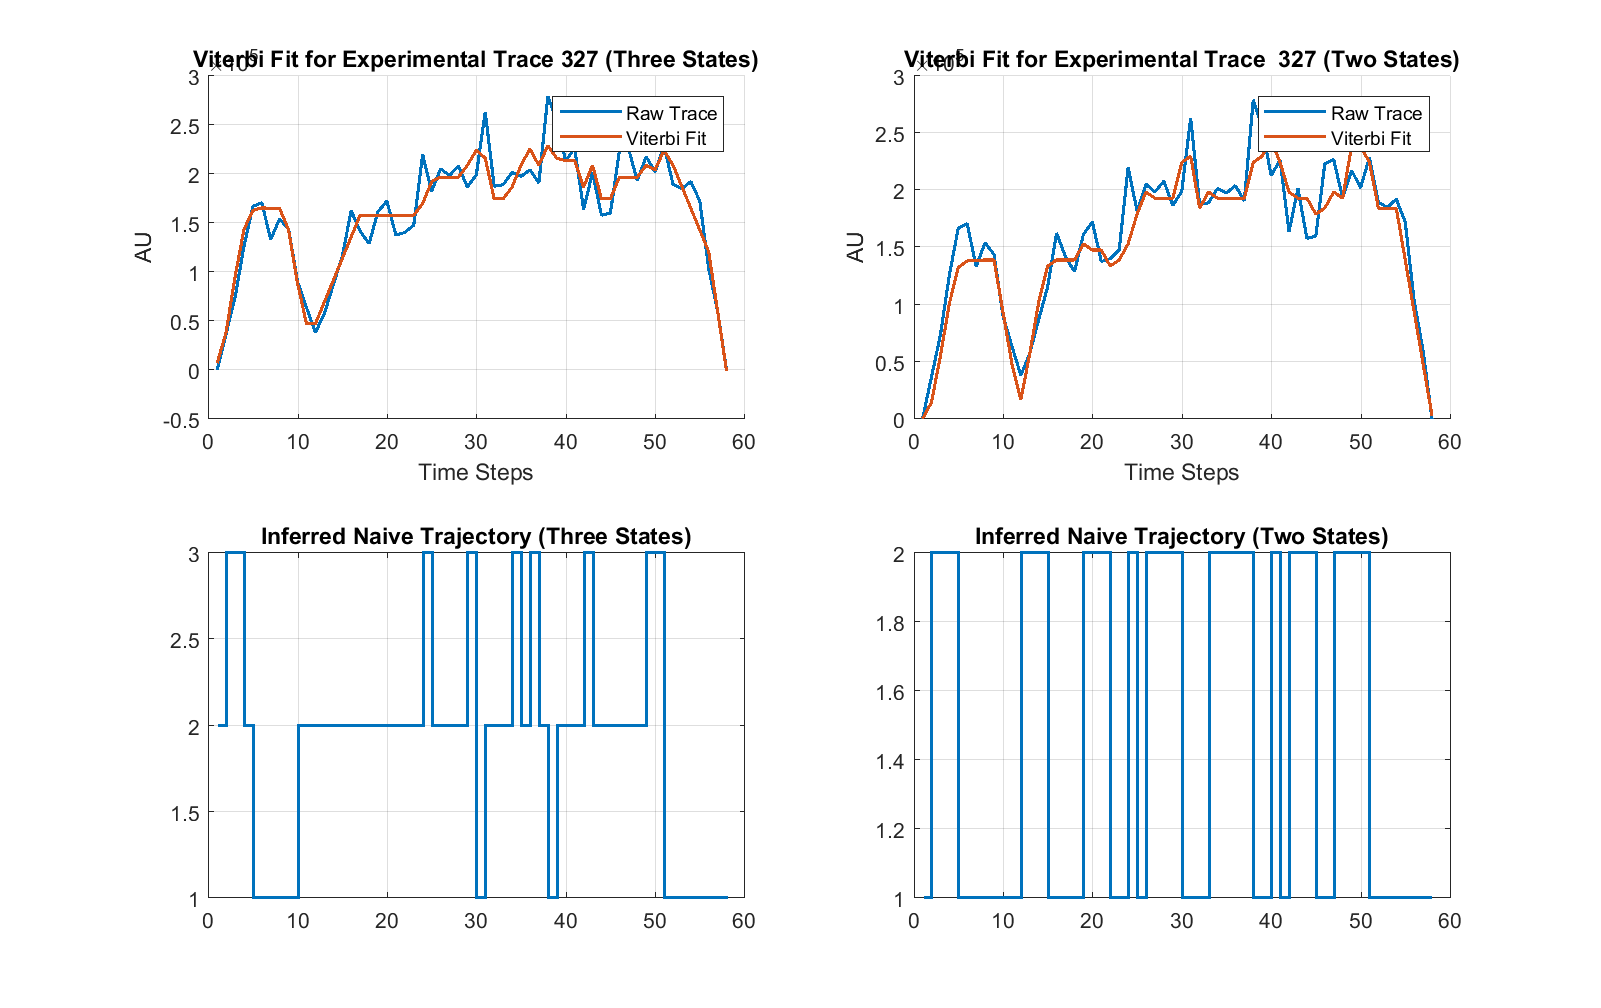 Viterbi Fit for Experimental Trace 327 (Three States)
×10^5
3
2.5
2
1.5
1
0.5
0
-0.5
0 10 20 30 40 50 60
AU
Time Steps
Raw Trace
Viterbi Fit
Viterbi Fit for Experimental Trace 327 (Two States)
×10^5
3
2.5
2
1.5
1
0.5
0
0 10 20 30 40 50 60
AU
Time Steps
Raw Trace
Viterbi Fit
Inferred Naive Trajectory (Three States)
3
2.5
2
1.5
1
0 10 20 30 40 50 60
Inferred Naive Trajectory (Two States)
2
1.8
1.6
1.4
1.2
1
0 10 20 30 40 50 60